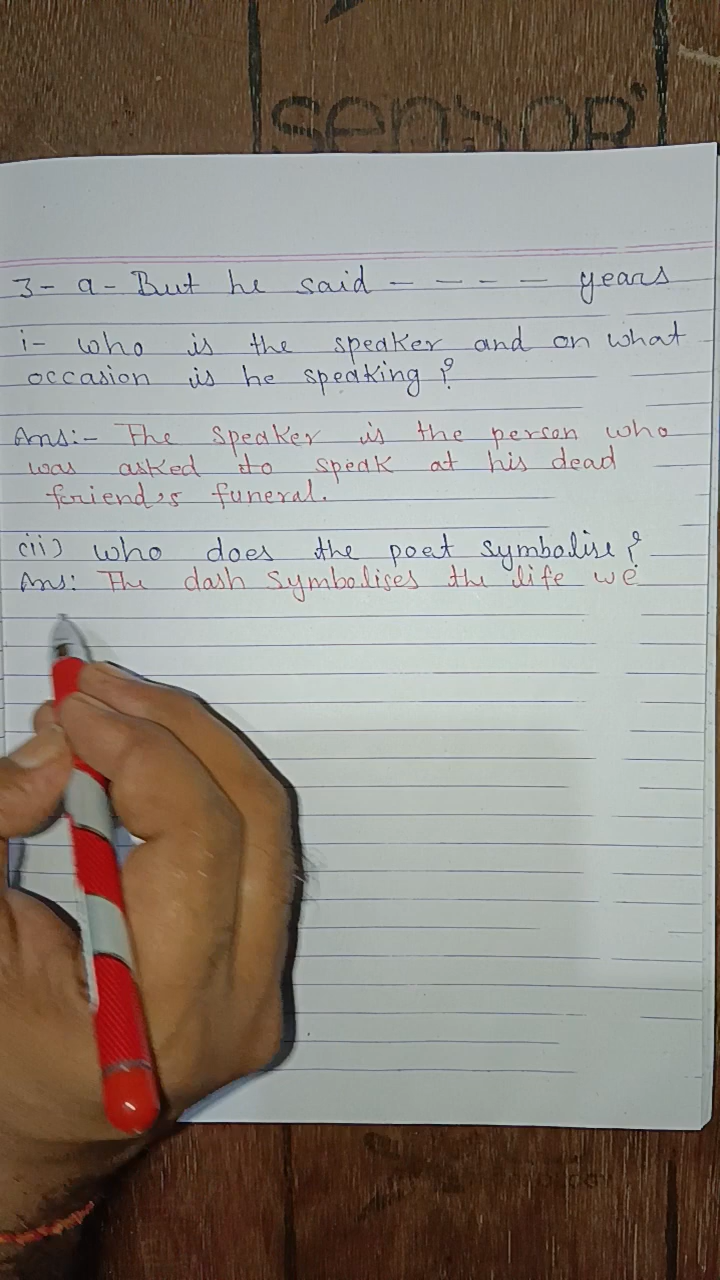 SenSOR
3- a- But he said - - - - years
i- who is the speaker and on what
occasion is he speaking ?
Ans:- The speaker is the person who
was asked to speak at his dead
friend's funeral.
(ii) who does the poet symbolise ?
Ans: The dash symbolises the life we